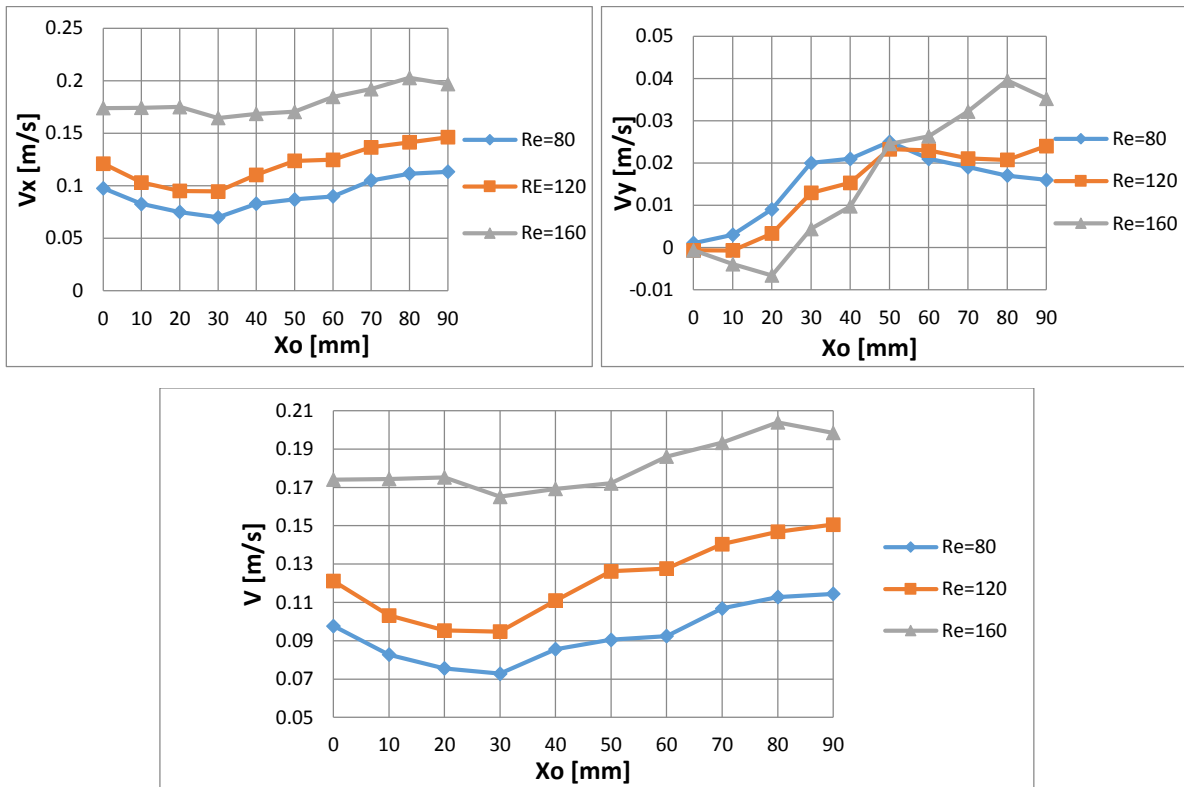 0.25
0.2
0.15
0.1
0.05
0
Vx [m/s]
0 10 20 30 40 50 60 70 80 90
Xo [mm]
Re=80
RE=120
Re=160
0.05
0.04
0.03
0.02
0.01
0
-0.01
Vy [m/s]
0 10 20 30 40 50 60 70 80 90
Xo [mm]
Re=80
Re=120
Re=160
0.21
0.19
0.17
0.15
0.13
0.11
0.09
0.07
0.05
V [m/s]
0 10 20 30 40 50 60 70 80 90
Xo [mm]
Re=80
Re=120
Re=160